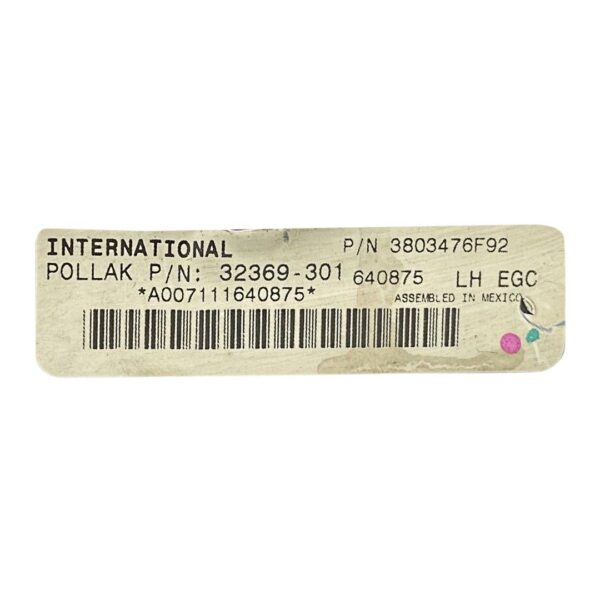 INTERNATIONAL P/N 3803476F92
POLLAK P/N: 32369-301 640875 LH EGC
*A007111640875* ASSEMBLED IN MEXICO